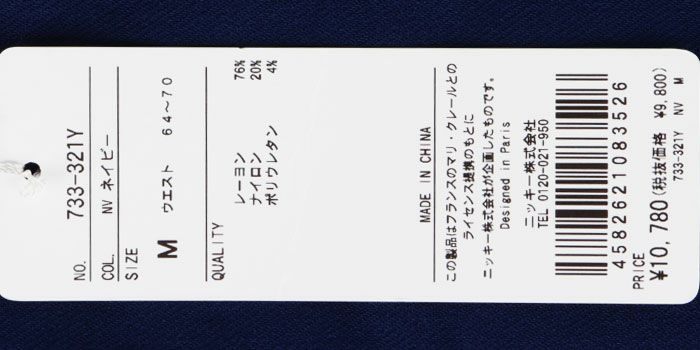 NO. 733-321Y
COL. NV ネイビー
SIZE
M ウエスト 64～70
QUALITY
レーヨン 76%
ナイロン 20%
ポリウレタン 4%
MADE IN CHINA
この製品はフランスのマリ・クレールとの
ライセンス提携のもとに
ニッキー株式会社が企画したものです。
Designed in Paris
ニッキー株式会社
TEL 0120-021-950
4582621083526
PRICE
¥10,780(税抜価格 ¥9,800)
733-321Y NV M